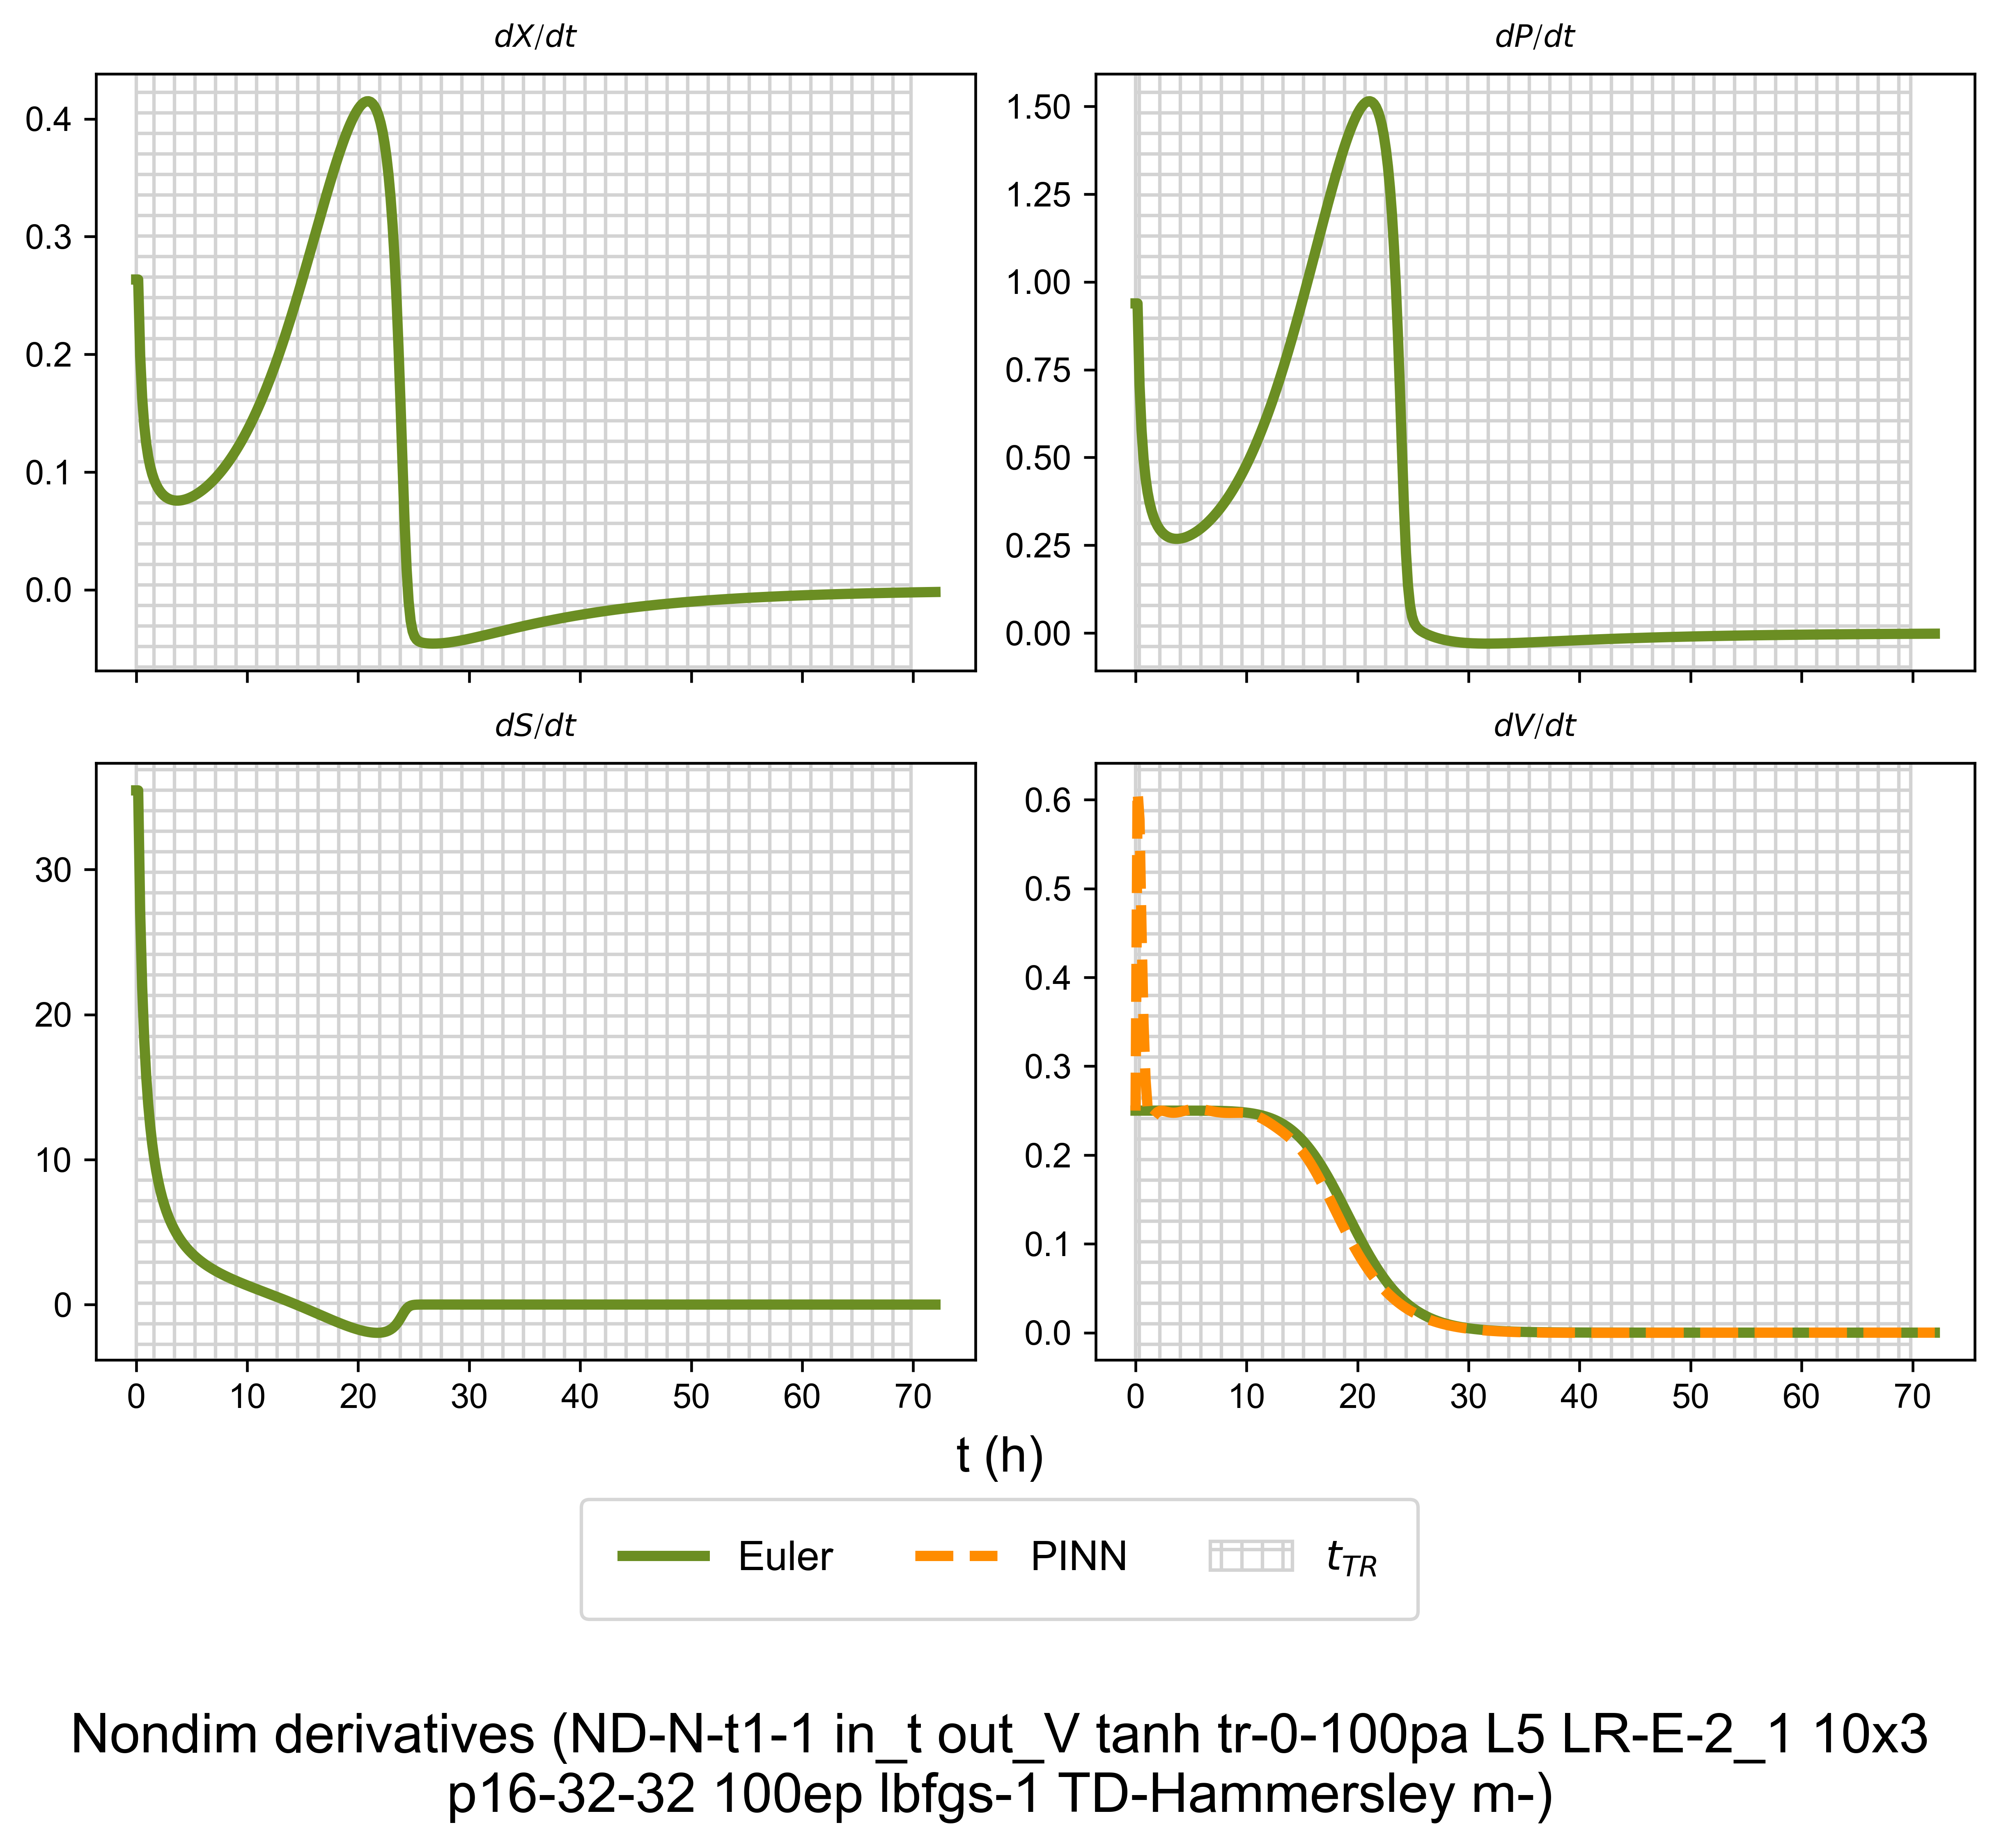 dX/dt
dP/dt
0.4
0.3
0.2
0.1
0.0
1.50
1.25
1.00
0.75
0.50
0.25
0.00
dS/dt
dV/dt
30
20
10
0
0.6
0.5
0.4
0.3
0.2
0.1
0.0
0 10 20 30 40 50 60 70
0 10 20 30 40 50 60 70
t (h)
Euler PINN t_TR
Nondim derivatives (ND-N-t1-1 in_t out_V tanh tr-0-100pa L5 LR-E-2_1 10x3
p16-32-32 100ep lbfgs-1 TD-Hammersley m-)